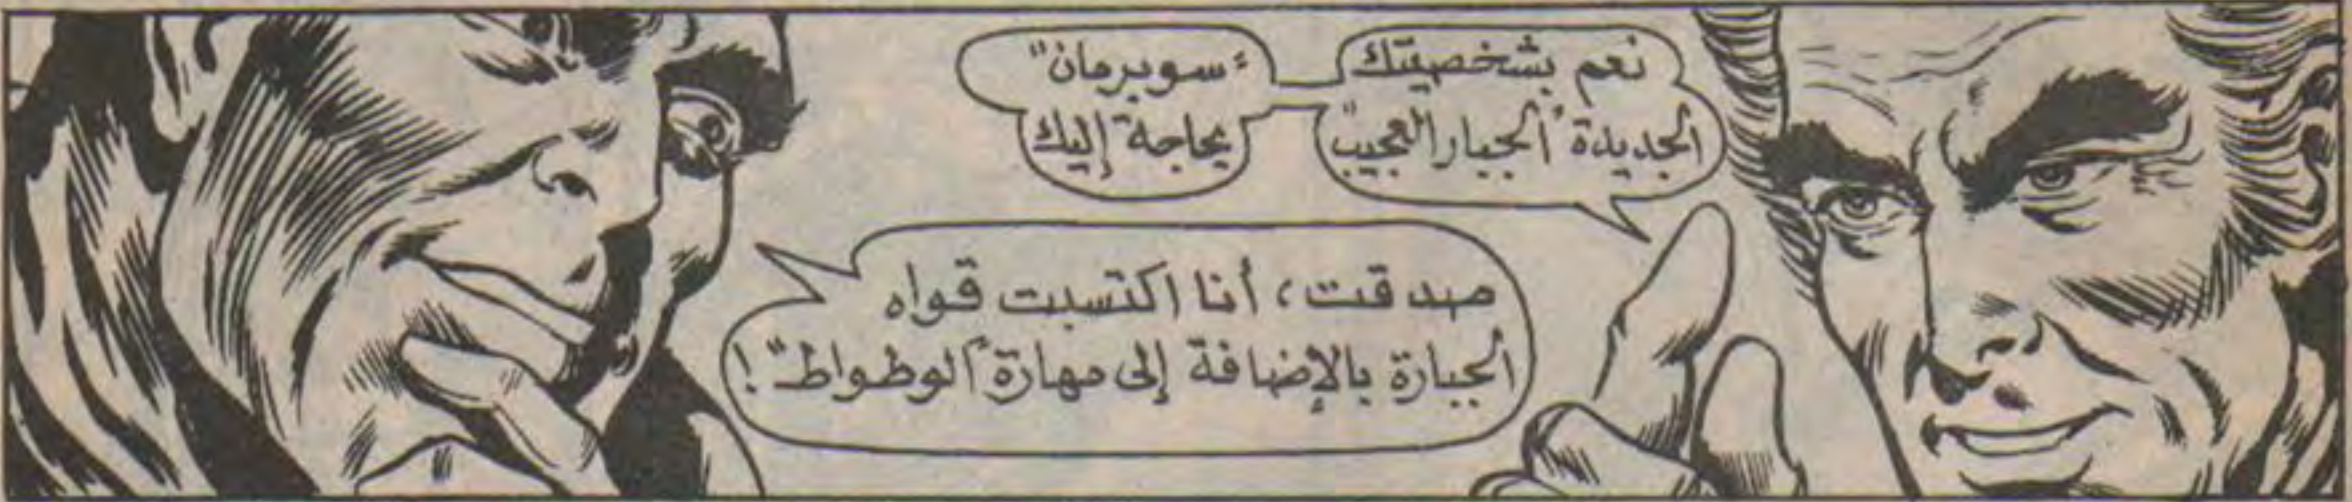 نعم بشخصيتك
الجديدة "الجبار العجيب"
"سوبرمان"
بحاجة إليك
صدقت، أنا اكتسبت قواه
الجبارة بالإضافة إلى مهارة "الوطواط"!